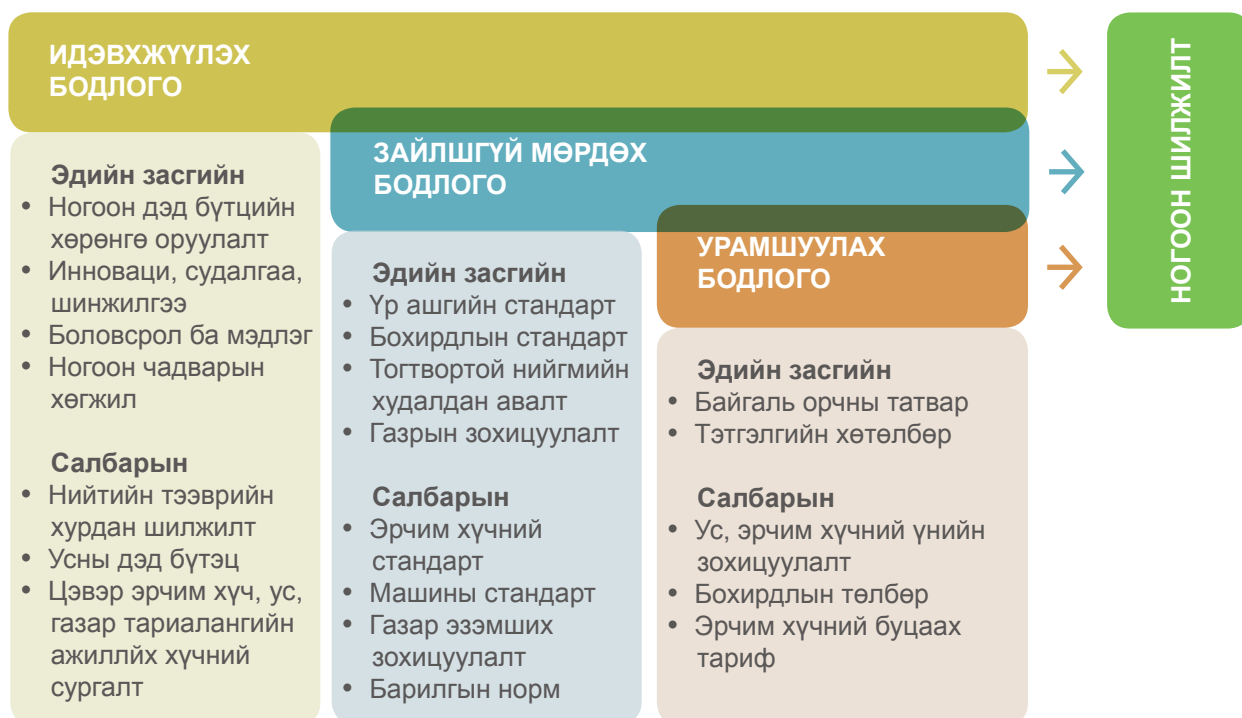 ИДЭВХЖҮҮЛЭХ
БОДЛОГО
Эдийн засгийн
• Ногоон дэд бүтцийн
хөрөнгө оруулалт
• Инноваци, судалгаа,
шинжилгээ
• Боловсрол ба мэдлэг
• Ногоон чадварын
хөгжил
Салбарын
• Нийтийн тээврийн
хурдан шилжилт
• Усны дэд бүтэц
• Цэвэр эрчим хүч, ус,
газар тариалангийн
ажиллйх хүчний
сургалт
ЗАЙЛШГҮЙ МӨРДӨХ
БОДЛОГО
Эдийн засгийн
• Үр ашгийн стандарт
• Бохирдлын стандарт
• Тогтвортой нийгмийн
худалдан авалт
• Газрын зохицуулалт
Салбарын
• Эрчим хүчний
стандарт
• Машины стандарт
• Газар эзэмших
зохицуулалт
• Барилгын норм
УРАМШУУЛАХ
БОДЛОГО
Эдийн засгийн
• Байгаль орчны татвар
• Тэтгэлгийн хөтөлбөр
Салбарын
• Ус, эрчим хүчний үнийн
зохицуулалт
• Бохирдлын төлбөр
• Эрчим хүчний буцаах
тариф
НОГООН ШИЛЖИЛТ